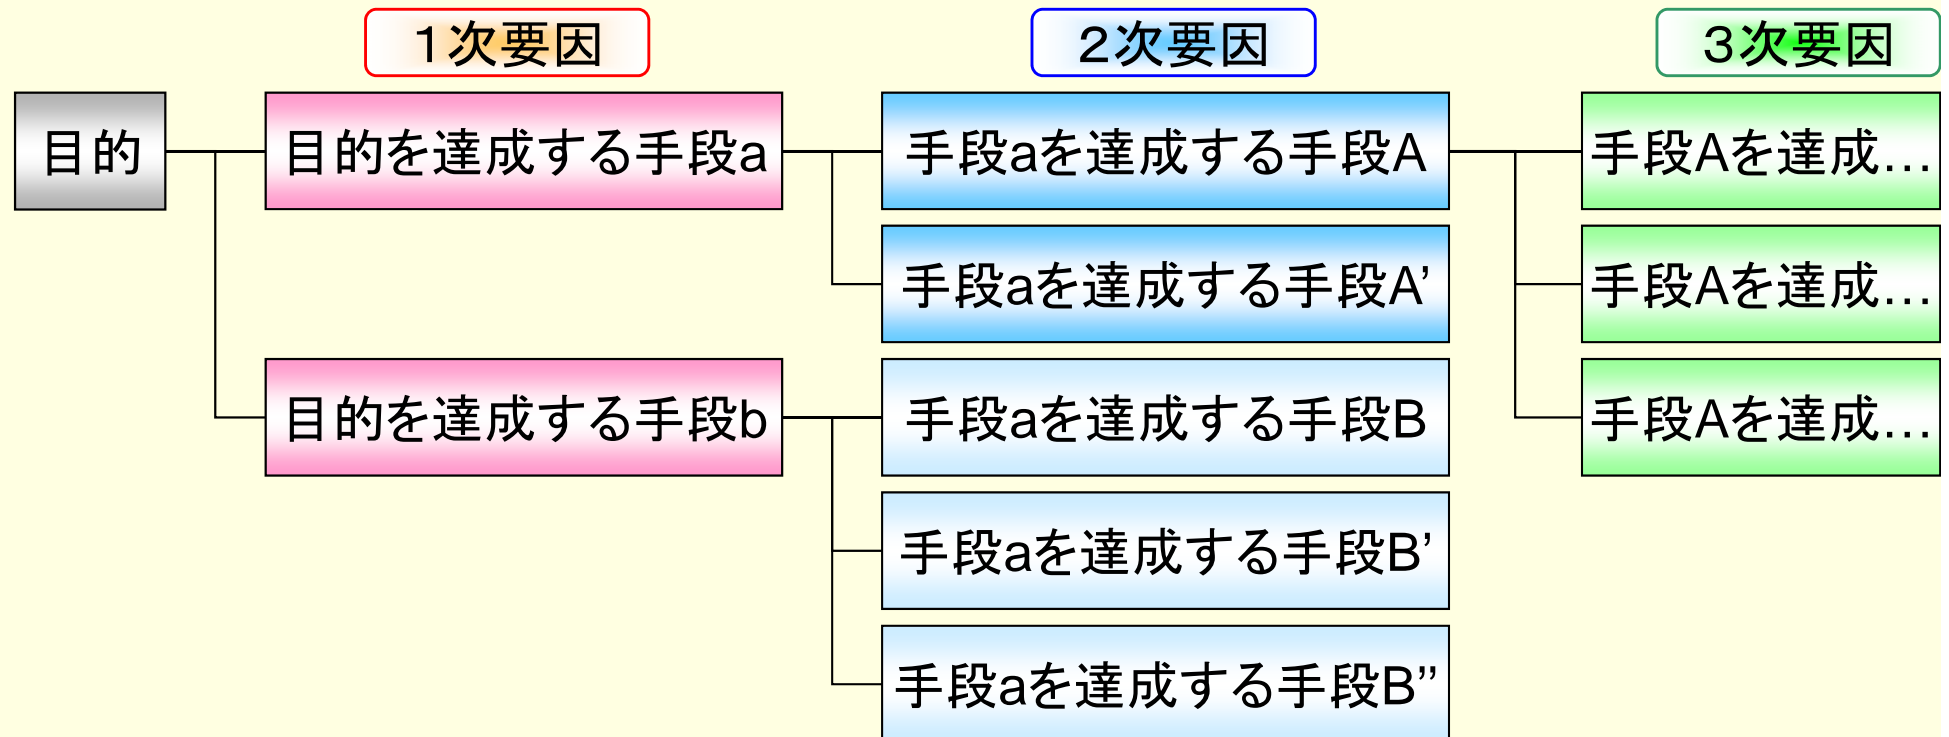 １次要因
２次要因
３次要因
目的
目的を達成する手段a
手段aを達成する手段A
手段Aを達成…
手段aを達成する手段A’
手段Aを達成…
目的を達成する手段b
手段aを達成する手段B
手段Aを達成…
手段aを達成する手段B’
手段aを達成する手段B”